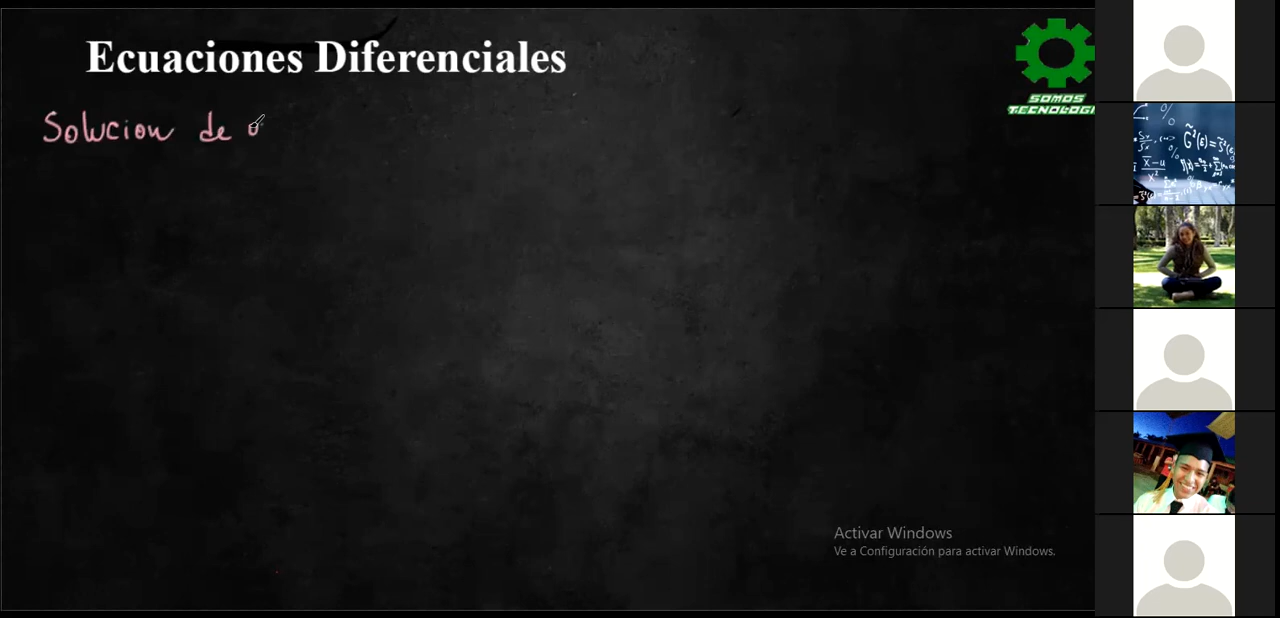 Ecuaciones Diferenciales
SOMOS
Solucion de
Activar Windows
Ve a Configuración para activar Windows.